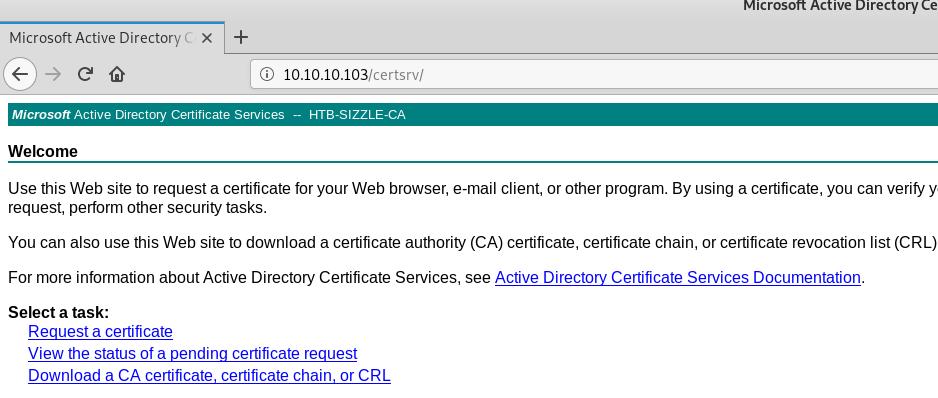 Microsoft Active Directory Ce
Microsoft Active Directory C
10.10.10.103/certsrv/
Microsoft Active Directory Certificate Services -- HTB-SIZZLE-CA
Welcome
Use this Web site to request a certificate for your Web browser, e-mail client, or other program. By using a certificate, you can verify y
request, perform other security tasks.
You can also use this Web site to download a certificate authority (CA) certificate, certificate chain, or certificate revocation list (CRL)
For more information about Active Directory Certificate Services, see Active Directory Certificate Services Documentation.
Select a task:
Request a certificate
View the status of a pending certificate request
Download a CA certificate, certificate chain, or CRL